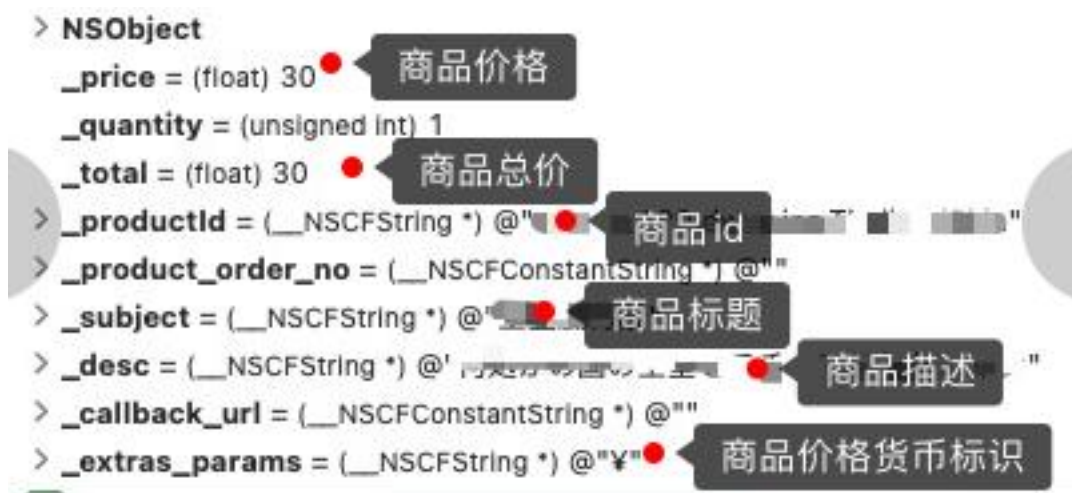 > NSObject
_price = (float) 30 商品价格
_quantity = (unsigned int) 1
_total = (float) 30 商品总价
> _productId = (__NSCFString *) @" 商品id "
> _product_order_no = (__NSCFConstantString *) @""
> _subject = (__NSCFString *) @" 商品标题
> _desc = (__NSCFString *) @' 商品描述 "
> _callback_url = (__NSCFConstantString *) @""
> _extras_params = (__NSCFString *) @"¥" 商品价格货币标识